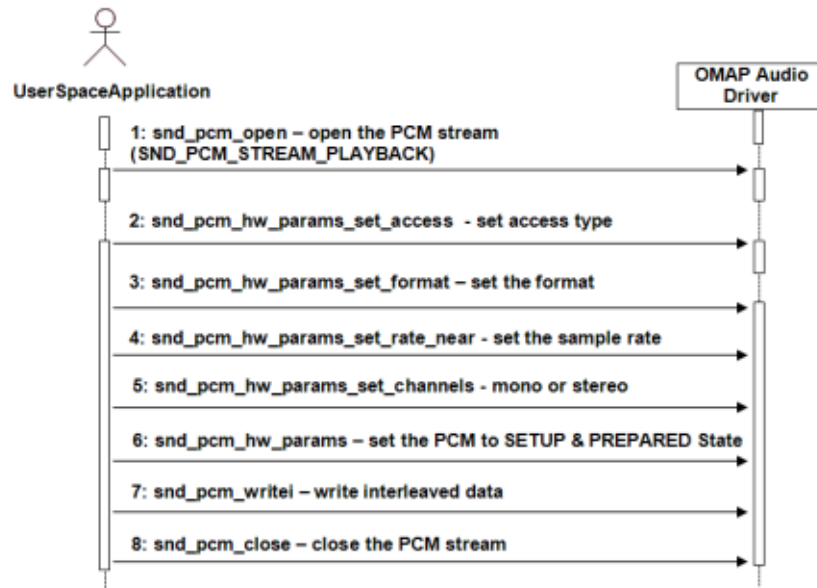 UserSpaceApplication
OMAP Audio
Driver
1: snd_pcm_open – open the PCM stream
(SND_PCM_STREAM_PLAYBACK)
2: snd_pcm_hw_params_set_access - set access type
3: snd_pcm_hw_params_set_format – set the format
4: snd_pcm_hw_params_set_rate_near - set the sample rate
5: snd_pcm_hw_params_set_channels - mono or stereo
6: snd_pcm_hw_params – set the PCM to SETUP & PREPARED State
7: snd_pcm_writei – write interleaved data
8: snd_pcm_close – close the PCM stream